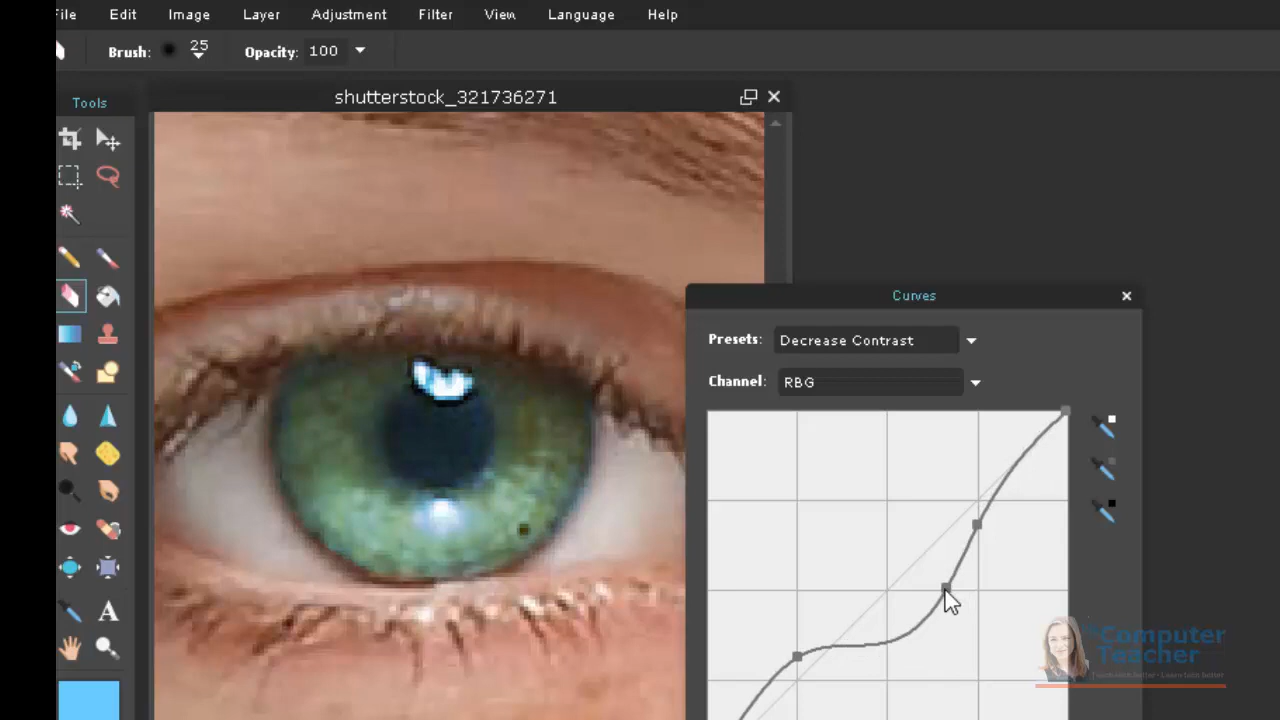 File Edit Image Layer Adjustment Filter View Language Help
Brush: 25 Opacity: 100
Tools
shutterstock_321736271
Curves
Presets: Decrease Contrast
Channel: RBG
A
Computer
Teacher